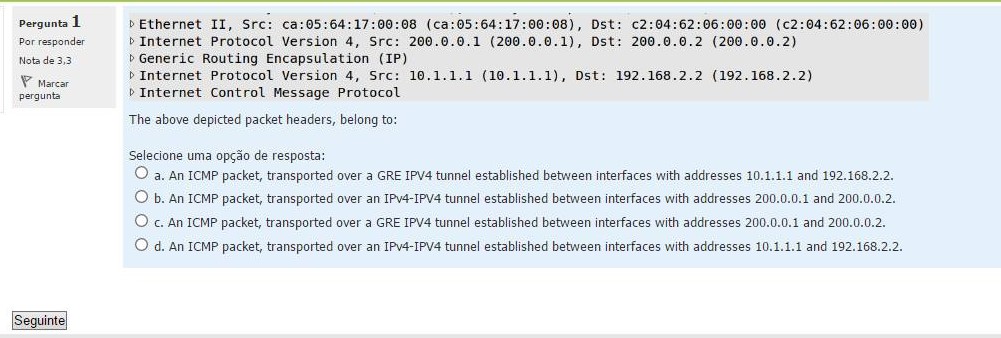 Pergunta 1
Por responder
Nota de 3,3
Marcar
pergunta
Ethernet II, Src: ca:05:64:17:00:08 (ca:05:64:17:00:08), Dst: c2:04:62:06:00:00 (c2:04:62:06:00:00)
Internet Protocol Version 4, Src: 200.0.0.1 (200.0.0.1), Dst: 200.0.0.2 (200.0.0.2)
Generic Routing Encapsulation (IP)
Internet Protocol Version 4, Src: 10.1.1.1 (10.1.1.1), Dst: 192.168.2.2 (192.168.2.2)
Internet Control Message Protocol
The above depicted packet headers, belong to:
Selecione uma opção de resposta:
a. An ICMP packet, transported over a GRE IPV4 tunnel established between interfaces with addresses 10.1.1.1 and 192.168.2.2.
b. An ICMP packet, transported over an IPv4-IPV4 tunnel established between interfaces with addresses 200.0.0.1 and 200.0.0.2.
c. An ICMP packet, transported over a GRE IPV4 tunnel established between interfaces with addresses 200.0.0.1 and 200.0.0.2.
d. An ICMP packet, transported over an IPv4-IPV4 tunnel established between interfaces with addresses 10.1.1.1 and 192.168.2.2.
Seguinte